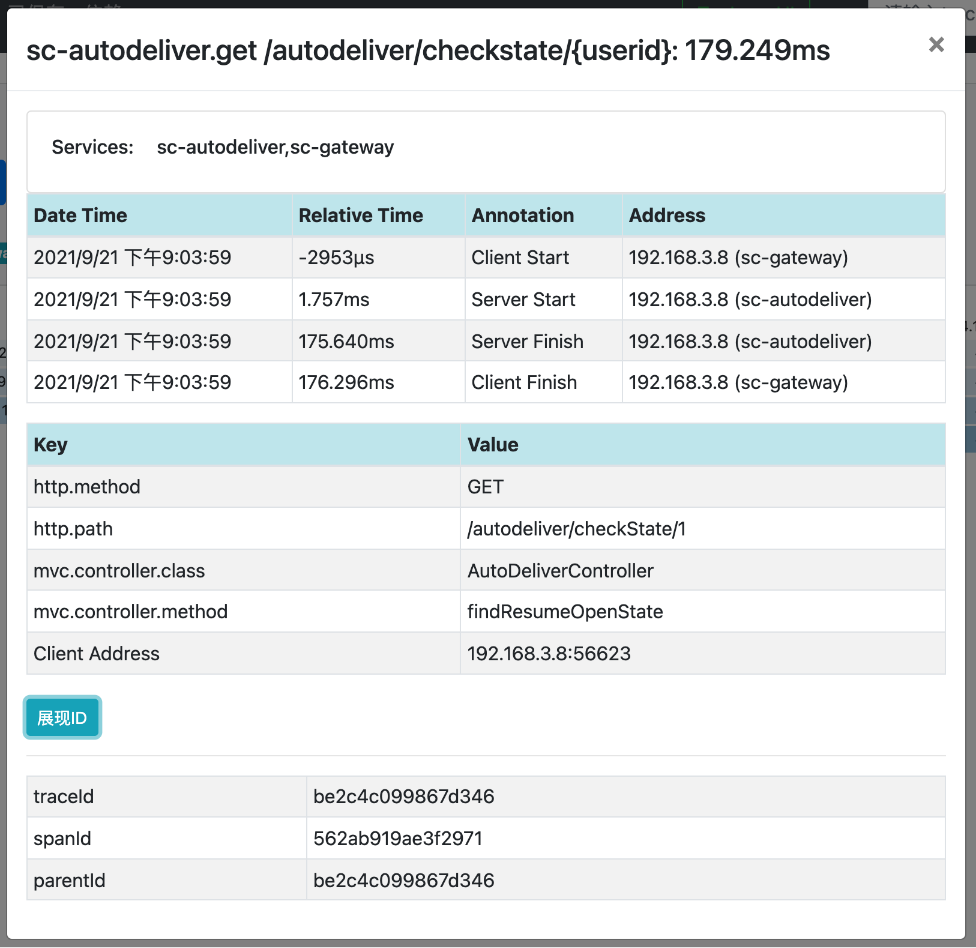 sc-autodeliver.get /autodeliver/checkstate/{userid}: 179.249ms ×
Services: sc-autodeliver,sc-gateway
Date Time Relative Time Annotation Address
2021/9/21 下午9:03:59 -2953μs Client Start 192.168.3.8 (sc-gateway)
2021/9/21 下午9:03:59 1.757ms Server Start 192.168.3.8 (sc-autodeliver)
2021/9/21 下午9:03:59 175.640ms Server Finish 192.168.3.8 (sc-autodeliver)
2021/9/21 下午9:03:59 176.296ms Client Finish 192.168.3.8 (sc-gateway)
Key Value
http.method GET
http.path /autodeliver/checkState/1
mvc.controller.class AutoDeliverController
mvc.controller.method findResumeOpenState
Client Address 192.168.3.8:56623
展现ID
traceId be2c4c099867d346
spanId 562ab919ae3f2971
parentId be2c4c099867d346